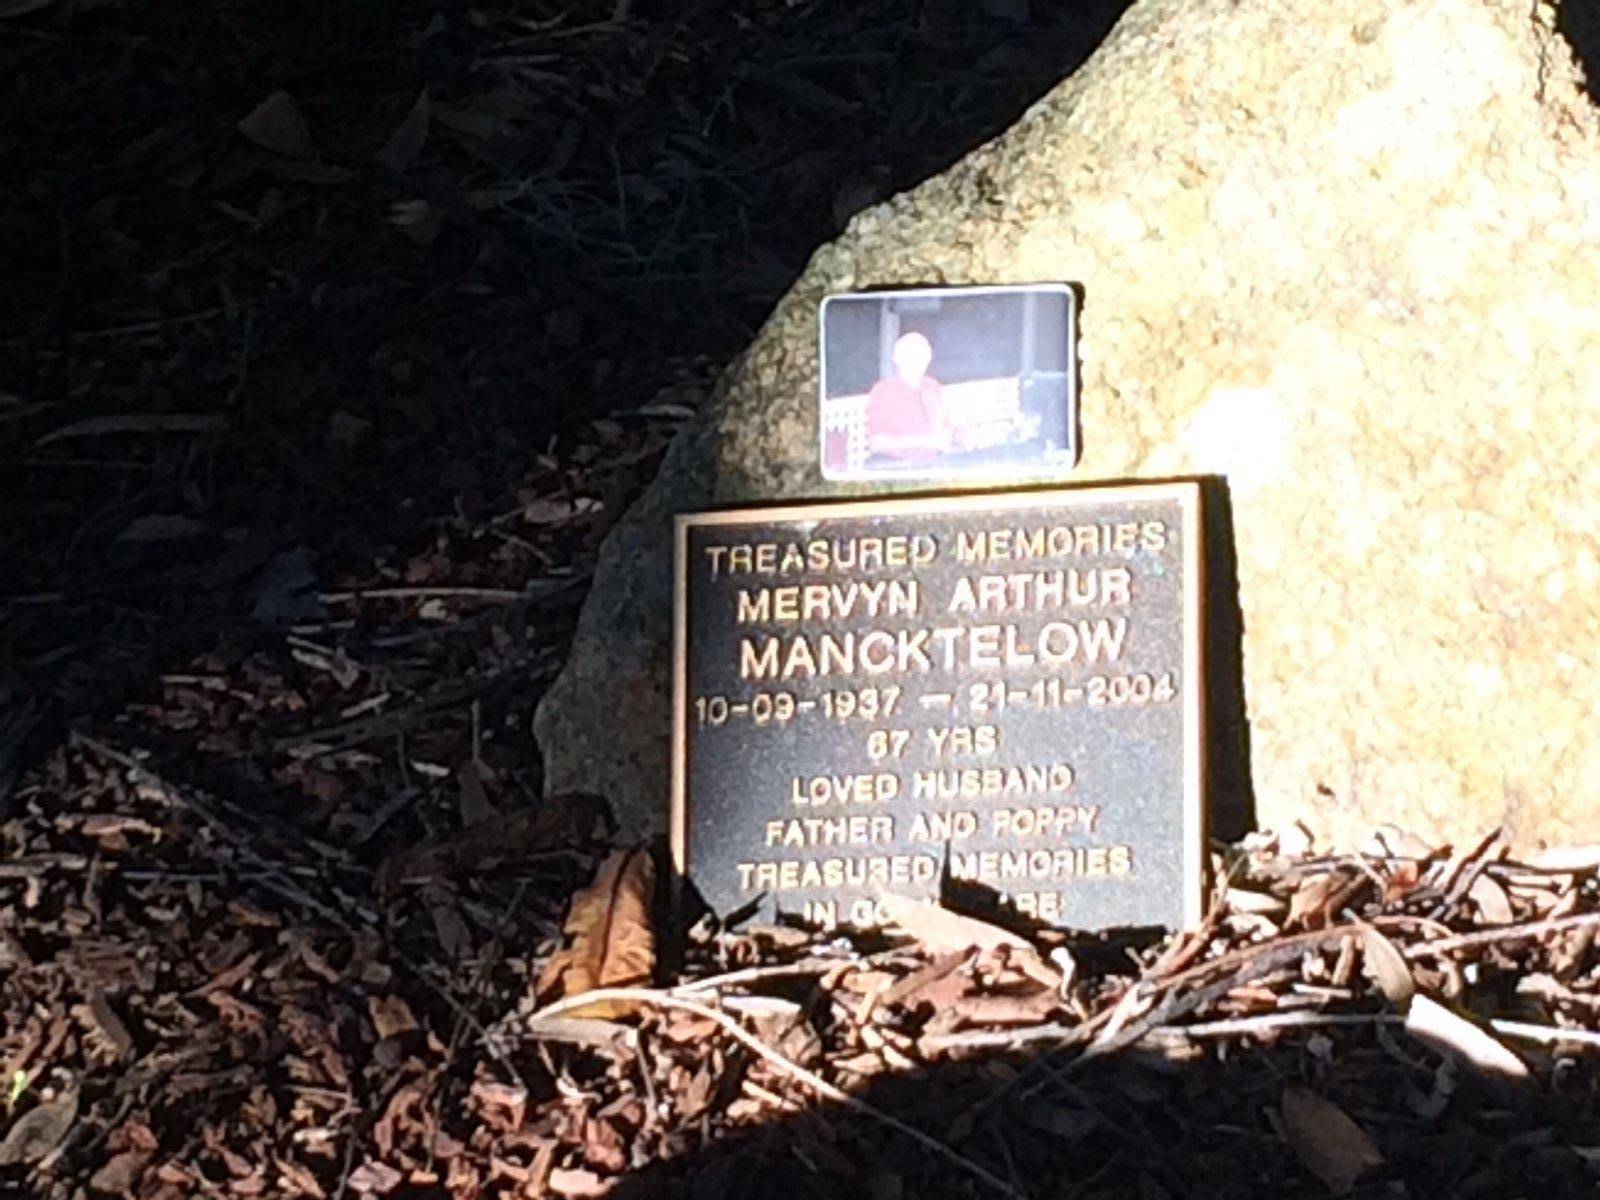 TREASURED MEMORIES
MERVYN ARTHUR
MANCKTELOW
10-09-1937 - 21-11-2004
67 YRS
LOVED HUSBAND
FATHER AND POPPY
TREASURED MEMORIES
IN